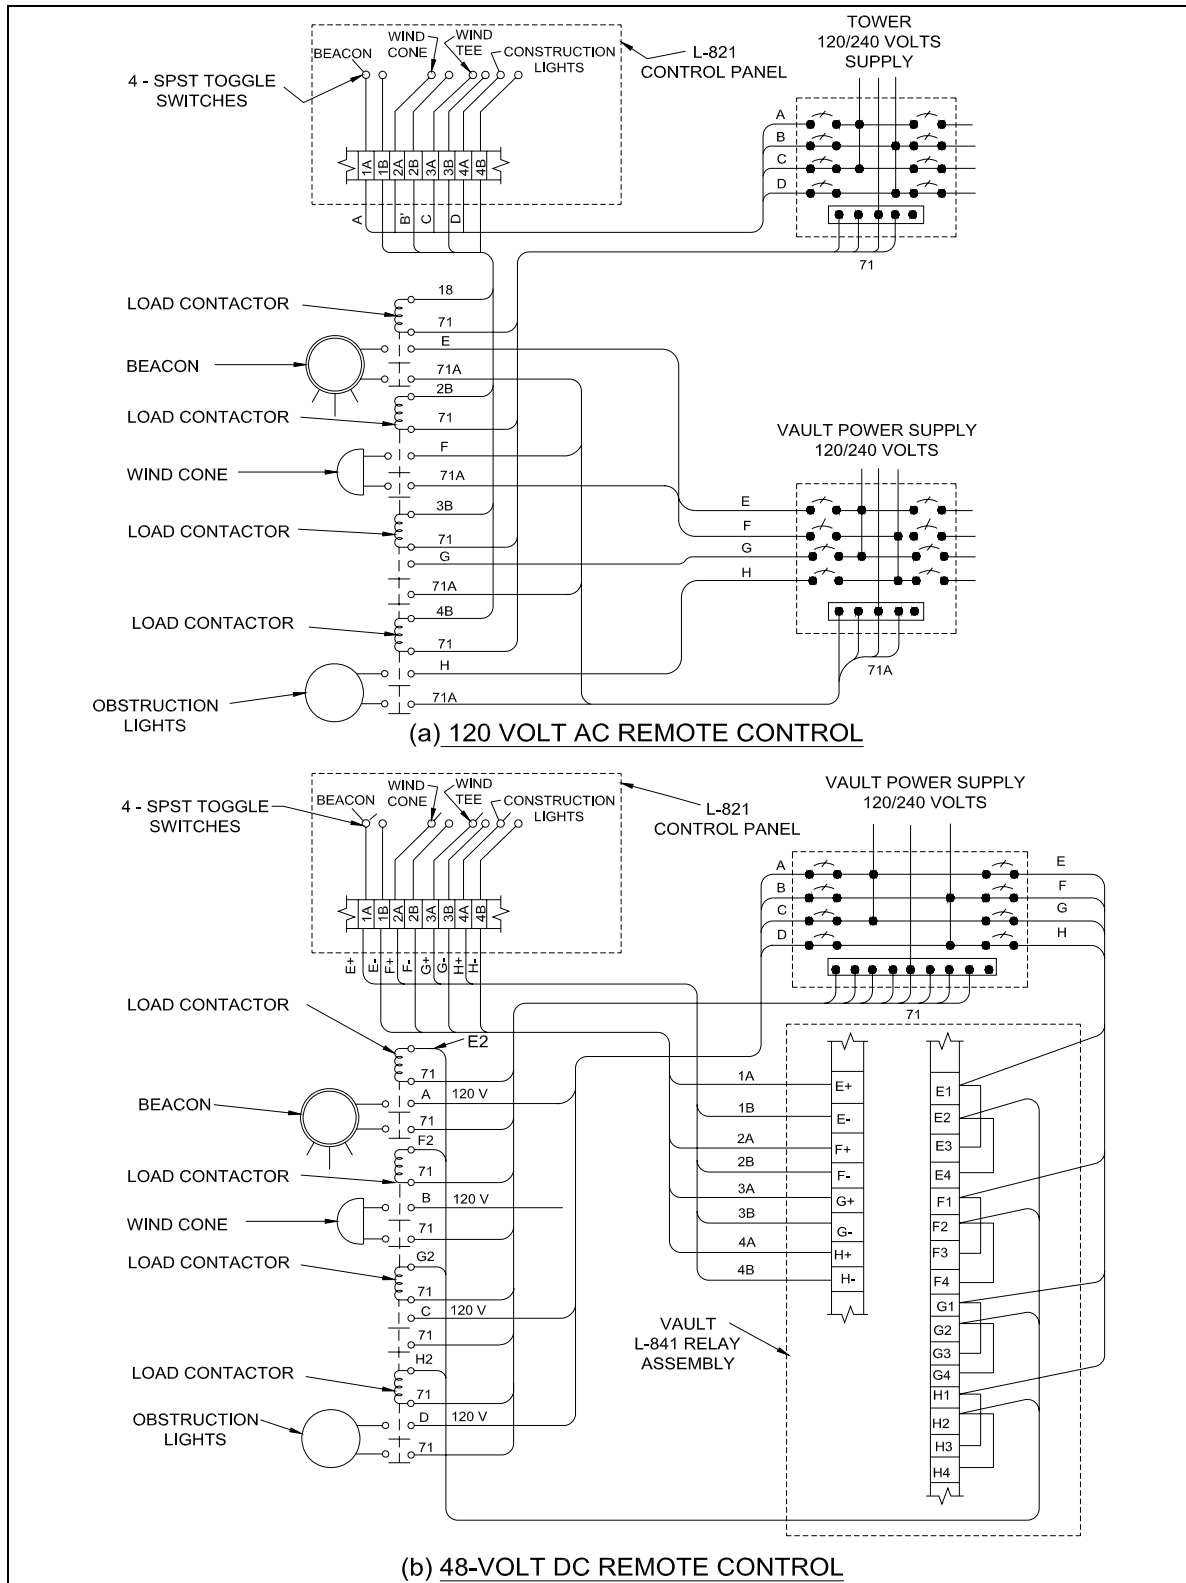 TOWER
120/240 VOLTS
SUPPLY
WIND
CONE
WIND
TEE
BEACON
CONSTRUCTION
LIGHTS
L-821
CONTROL PANEL
4 - SPST TOGGLE
SWITCHES
1A
1B
2A
2B
3A
3B
4A
4B
A
B'
C
D
A
B
C
D
71
18
LOAD CONTACTOR
71
E
BEACON
71A
2B
LOAD CONTACTOR
71
F
WIND CONE
71A
3B
LOAD CONTACTOR
71
G
71A
4B
LOAD CONTACTOR
71
H
71A
OBSTRUCTION
LIGHTS
VAULT POWER SUPPLY
120/240 VOLTS
E
F
G
H
71A
(a) 120 VOLT AC REMOTE CONTROL
4 - SPST TOGGLE
SWITCHES
BEACON
WIND
CONE
WIND
TEE
CONSTRUCTION
LIGHTS
L-821
CONTROL PANEL
VAULT POWER SUPPLY
120/240 VOLTS
1A
1B
2A
2B
3A
3B
4A
4B
E+
E-
F+
F-
G+
G-
H+
H-
A
B
C
D
E
F
G
H
71
LOAD CONTACTOR
E2
71
BEACON
A 120 V
71
F2
LOAD CONTACTOR
71
WIND CONE
B 120 V
71
G2
LOAD CONTACTOR
71
C 120 V
71
H2
LOAD CONTACTOR
71
OBSTRUCTION
LIGHTS
D 120 V
71
1A
1B
2A
2B
3A
3B
4A
4B
E+
E-
F+
F-
G+
G-
H+
H-
E1
E2
E3
E4
F1
F2
F3
F4
G1
G2
G3
G4
H1
H2
H3
H4
VAULT
L-841 RELAY
ASSEMBLY
(b) 48-VOLT DC REMOTE CONTROL